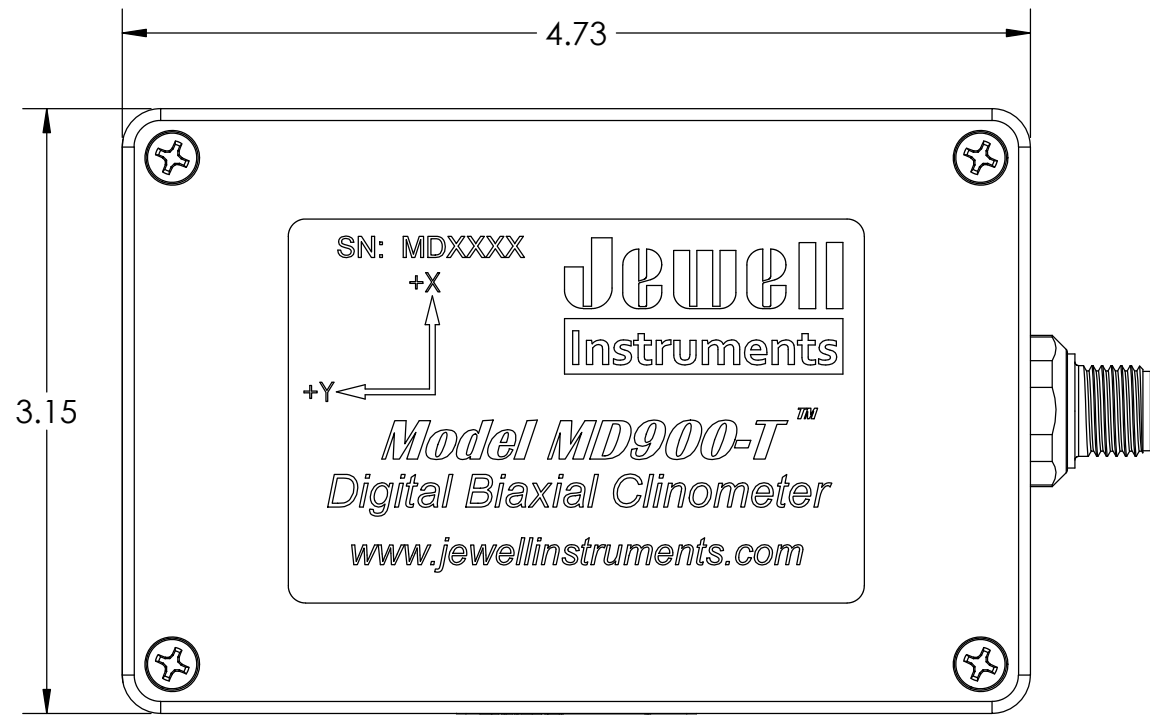 4.73
3.15
SN: MDXXXX
+X
Jewell
Instruments
+Y
Model MD900-T™
Digital Biaxial Clinometer
www.jewellinstruments.com